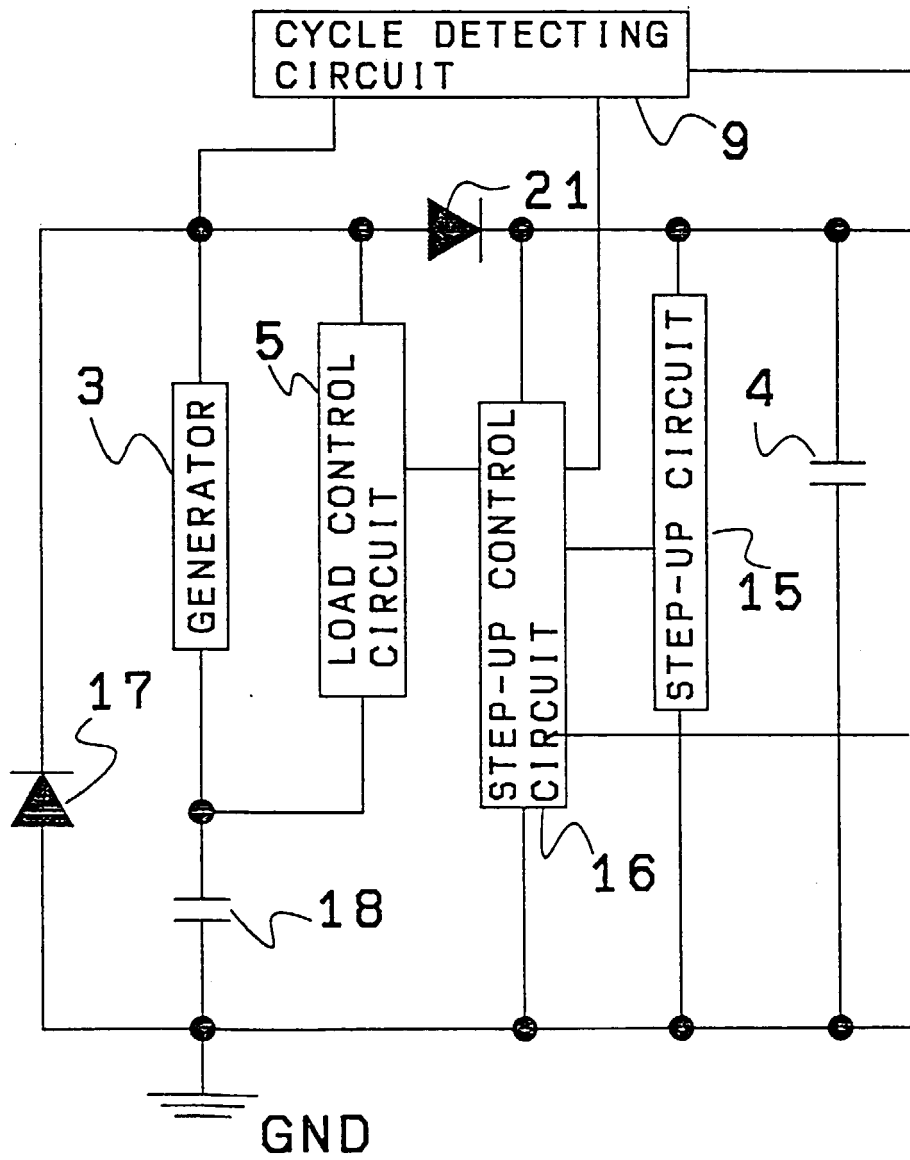 CYCLE DETECTING
CIRCUIT
9
21
5
3
4
GENERATOR
LOAD CONTROL
CIRCUIT
STEP-UP CONTROL
CIRCUIT
STEP-UP CIRCUIT
15
17
16
18
GND